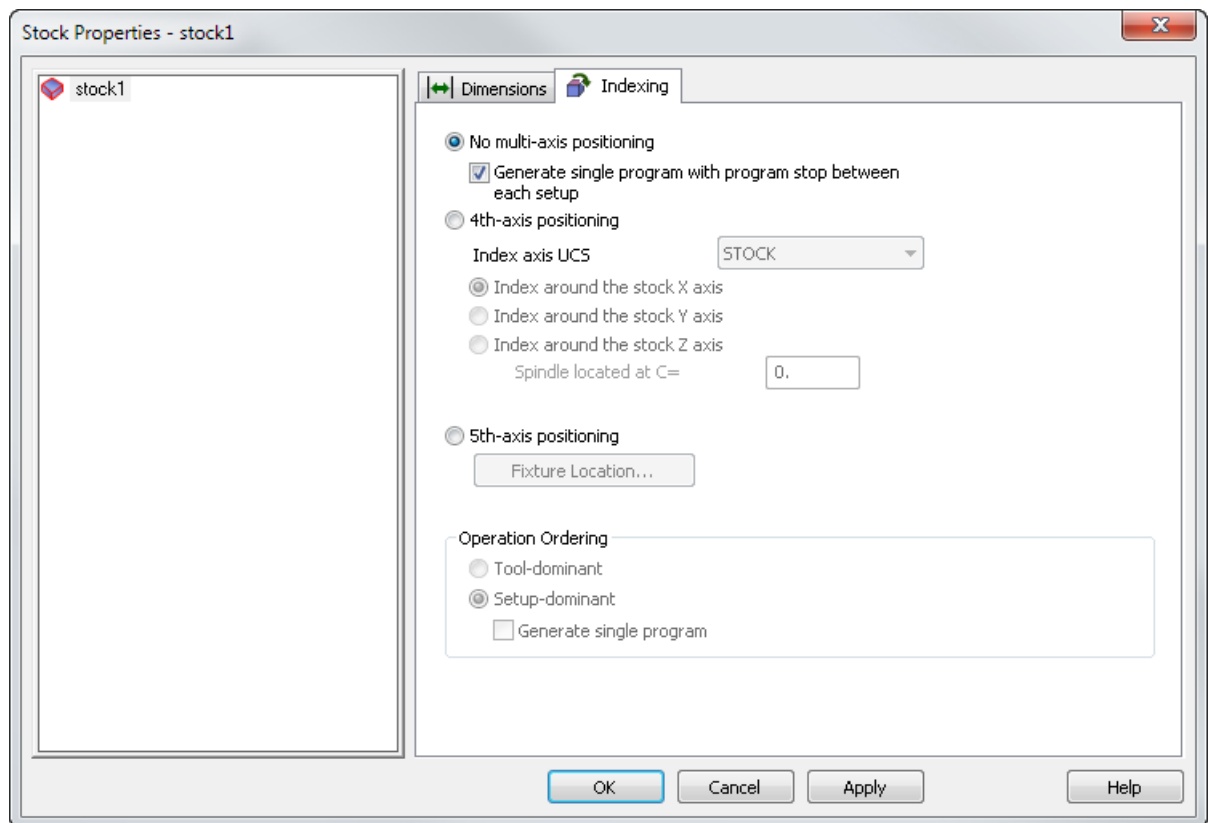 Stock Properties - stock1
stock1
Dimensions
Indexing
No multi-axis positioning
Generate single program with program stop between
each setup
4th-axis positioning
Index axis UCS
STOCK
Index around the stock X axis
Index around the stock Y axis
Index around the stock Z axis
Spindle located at C=
0.
5th-axis positioning
Fixture Location...
Operation Ordering
Tool-dominant
Setup-dominant
Generate single program
OK
Cancel
Apply
Help